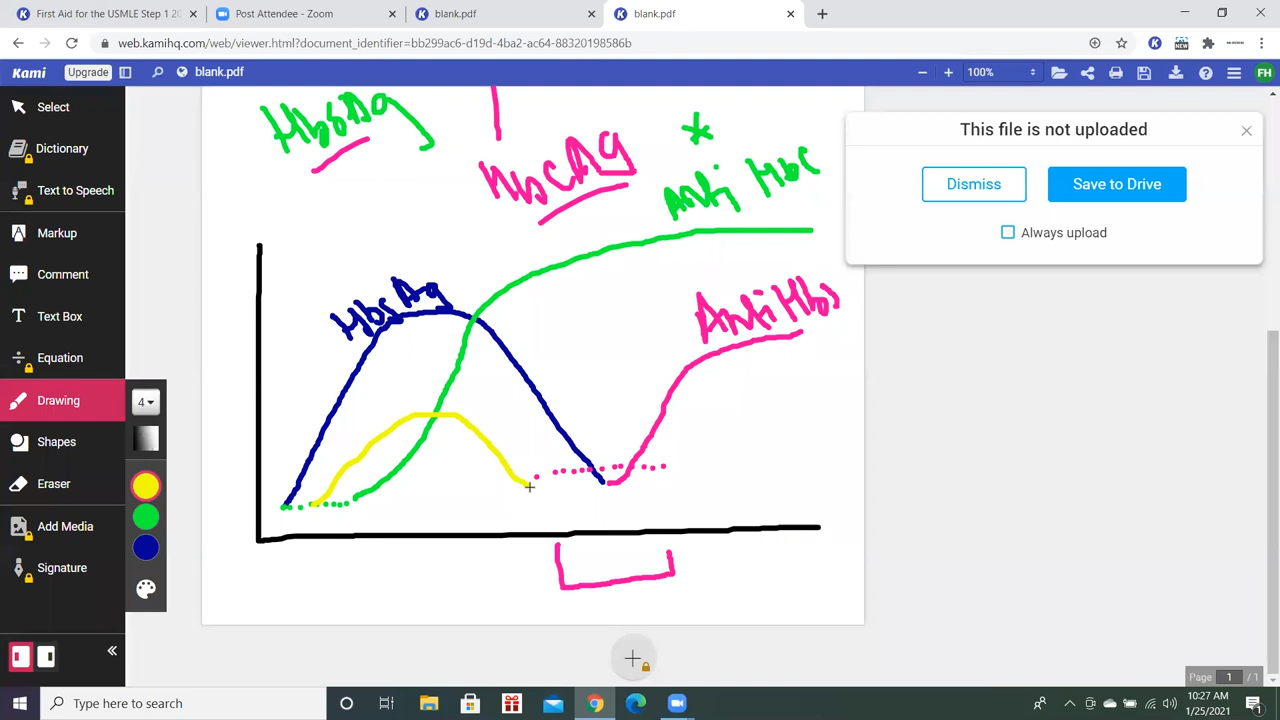 First Aid for the USMLE Step 1 20
Post Attendee - Zoom
blank.pdf
blank.pdf
web.kamihq.com/web/viewer.html?document_identifier=bb299ac6-d19d-4ba2-ac64-88320198586b
Kami
Upgrade
blank.pdf
100%
FH
Select
Dictionary
Text to Speech
Markup
Comment
Text Box
Equation
Drawing
Shapes
Eraser
Add Media
Signature
4
This file is not uploaded
Dismiss
Save to Drive
Always upload
HbsAg
HbcAg
Anti Hbc
HbsAg
Anti Hbs
Page 1 / 1
Type here to search
10:27 AM
1/25/2021